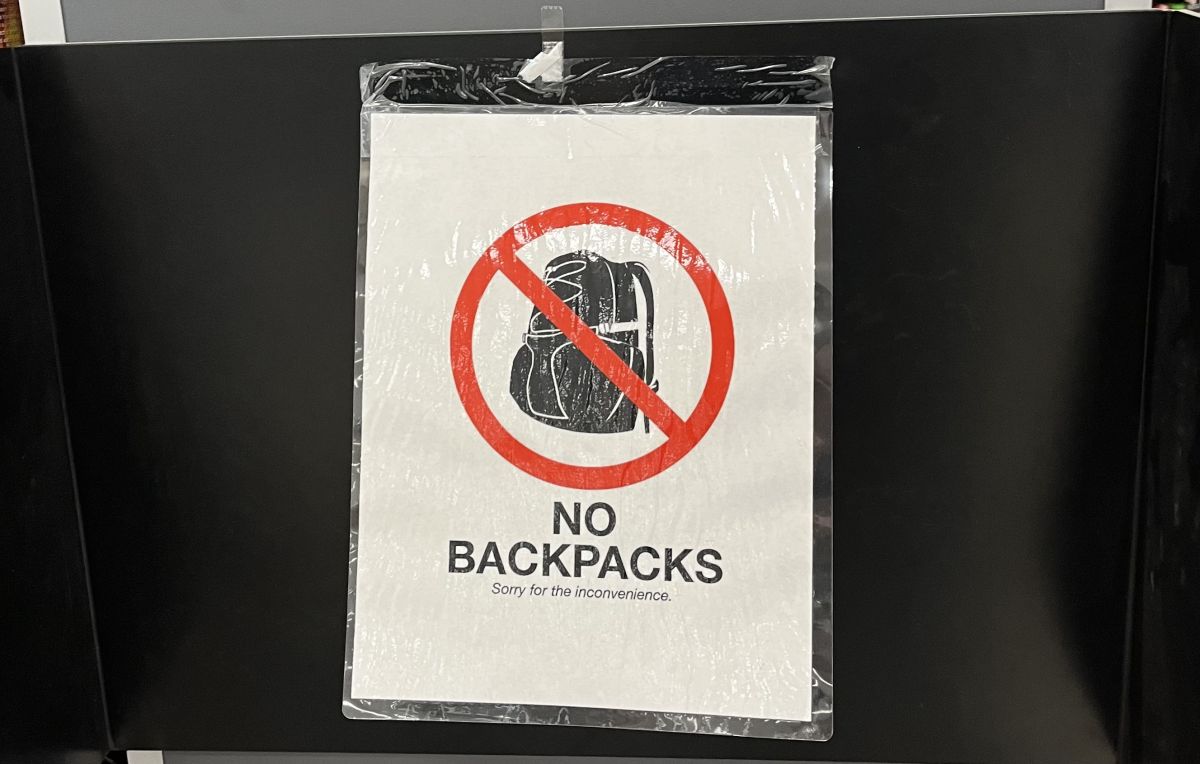 NO
BACKPACKS
Sorry for the inconvenience.